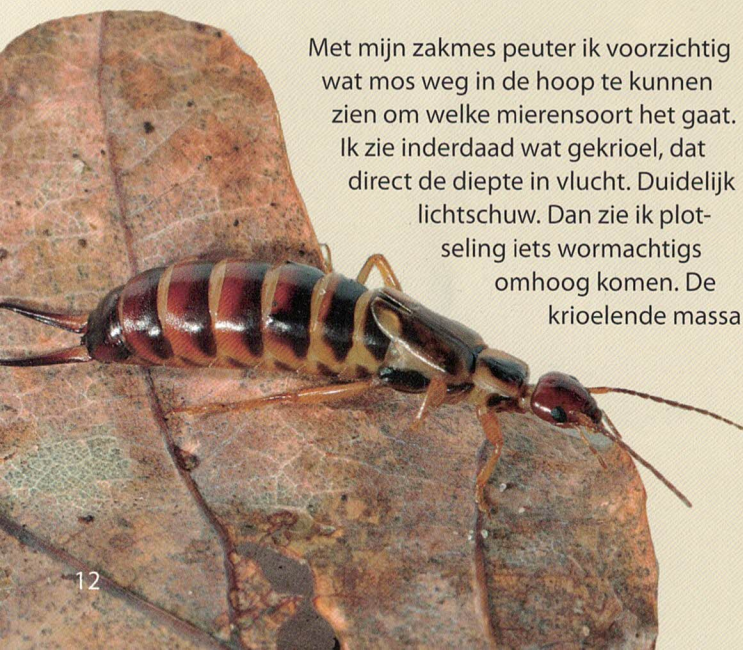 Met mijn zakmes peuter ik voorzichtig
wat mos weg in de hoop te kunnen
zien om welke mierensoort het gaat.
Ik zie inderdaad wat gekrioel, dat
direct de diepte in vlucht. Duidelijk
lichtschuw. Dan zie ik plot-
seling iets wormachtigs
omhoog komen. De
krioelende massa
12